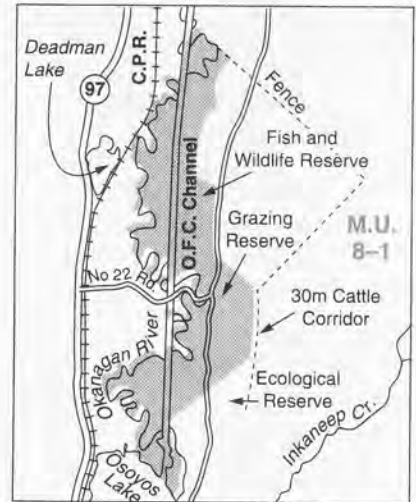 Deadman
Lake
C.P.R.
97
Fence
Fish and
Wildlife Reserve
O.F.C. Channel
Grazing
Reserve
M.U.
8-1
No 22 Rd.
30m Cattle
Corridor
Okanagan River
Ecological
Reserve
Inkaneep Cr.
Osoyos
Lake